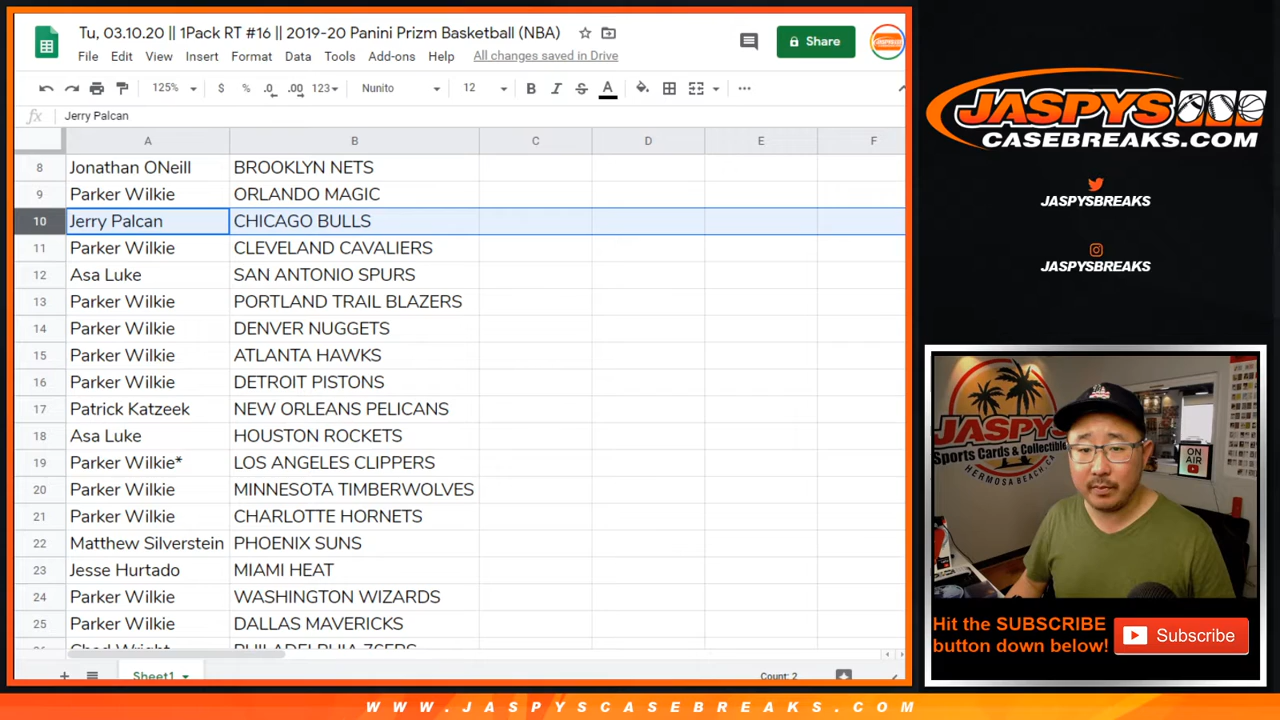 Tu, 03.10.20 || 1Pack RT #16 || 2019-20 Panini Prizm Basketball (NBA)
File Edit View Insert Format Data Tools Add-ons Help All changes saved in Drive
Share
125% $ % .0 .00 123 Nunito 12 B I S A
fx Jerry Palcan
A B C D E F
8 Jonathan ONeill BROOKLYN NETS
9 Parker Wilkie ORLANDO MAGIC
10 Jerry Palcan CHICAGO BULLS
11 Parker Wilkie CLEVELAND CAVALIERS
12 Asa Luke SAN ANTONIO SPURS
13 Parker Wilkie PORTLAND TRAIL BLAZERS
14 Parker Wilkie DENVER NUGGETS
15 Parker Wilkie ATLANTA HAWKS
16 Parker Wilkie DETROIT PISTONS
17 Patrick Katzeek NEW ORLEANS PELICANS
18 Asa Luke HOUSTON ROCKETS
19 Parker Wilkie* LOS ANGELES CLIPPERS
20 Parker Wilkie MINNESOTA TIMBERWOLVES
21 Parker Wilkie CHARLOTTE HORNETS
22 Matthew Silverstein PHOENIX SUNS
23 Jesse Hurtado MIAMI HEAT
24 Parker Wilkie WASHINGTON WIZARDS
25 Parker Wilkie DALLAS MAVERICKS
Chad Wright PHILADELPHIA 76ERS
Sheet1
Count: 2
JASPYS
CASEBREAKS.COM
JASPYSBREAKS
JASPYSBREAKS
JASPYS
Sports Cards & Collectible
HERMOSA BEACH, CA
ON AIR
Hit the SUBSCRIBE
button down below!
Subscribe
WWW.JASPYSCASEBREAKS.COM